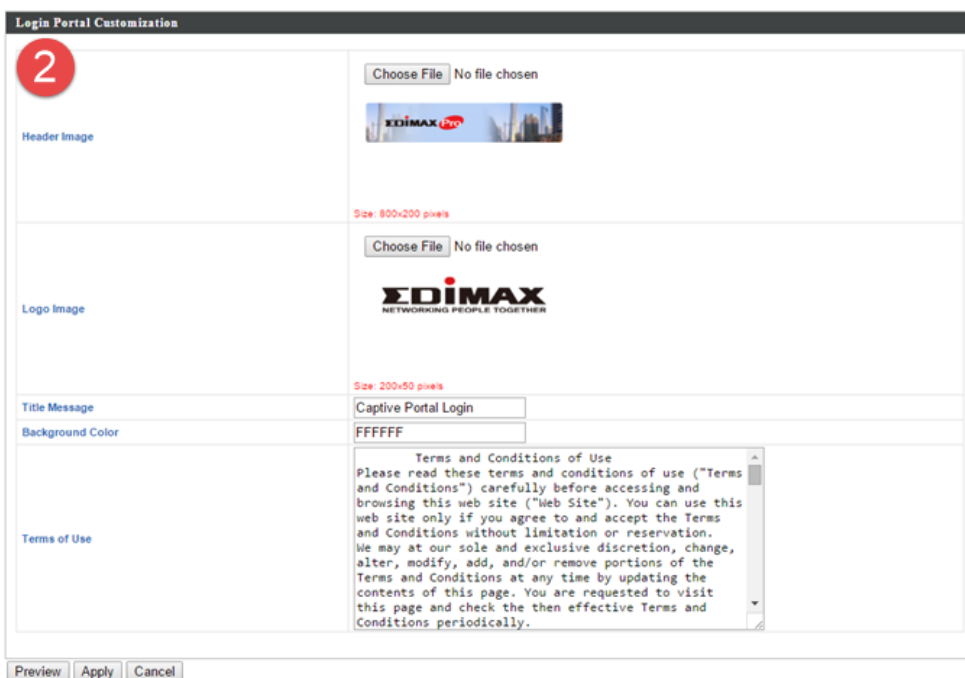 Login Portal Customization
2
Header Image
Choose File No file chosen
EDIMAX Pro
Size: 800x200 pixels
Logo Image
Choose File No file chosen
EDIMAX
NETWORKING PEOPLE TOGETHER
Size: 200x50 pixels
Title Message
Captive Portal Login
Background Color
FFFFFF
Terms of Use
Terms and Conditions of Use
Please read these terms and conditions of use ("Terms
and Conditions") carefully before accessing and
browsing this web site ("Web Site"). You can use this
web site only if you agree to and accept the Terms
and Conditions without limitation or reservation.
We may at our sole and exclusive discretion, change,
alter, modify, add, and/or remove portions of the
Terms and Conditions at any time by updating the
contents of this page. You are requested to visit
this page and check the then effective Terms and
Conditions periodically.
Preview Apply Cancel